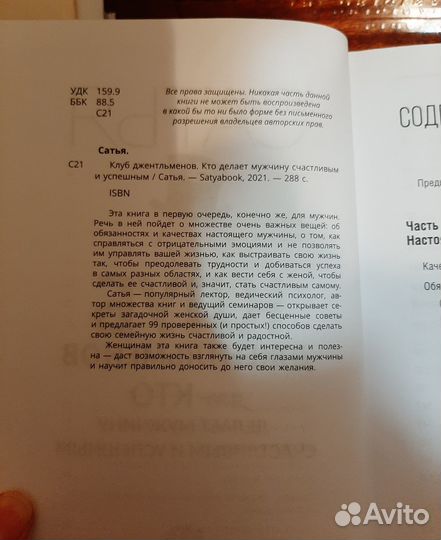 УДК 159.9
ББК 88.5
С21
Все права защищены. Никакая часть данной
книги не может быть воспроизведена
в какой бы то ни было форме без письменного
разрешения владельцев авторских прав.
Сатья.
С21 Клуб джентльменов. Кто делает мужчину счастливым
и успешным / Сатья. — Satyabook, 2021. — 288 с.
ISBN
Эта книга в первую очередь, конечно же, для мужчин.
Речь в ней пойдет о множестве очень важных вещей: об
обязанностях и качествах настоящего мужчины, о том, как
справляться с отрицательными эмоциями и не позволять
им управлять вашей жизнью, как выстраивать свою жизнь
так, чтобы преодолевать трудности и добиваться успеха
в самых разных областях, и как вести себя с женой, чтобы
сделать ее счастливой и, значит, стать счастливым самому.
Сатья — популярный лектор, ведический психолог, ав-
тор множества книг и ведущий семинаров — открывает се-
креты загадочной женской души, дает бесценные советы
и предлагает 99 проверенных (и простых!) способов сделать
свою семейную жизнь счастливой и радостной.
Женщинам эта книга также будет интересна и полез-
на — даст возможность взглянуть на себя глазами мужчины
и научит правильно доносить до него свои желания.
СОДЕ
Преди
Часть
Настоя
Качe
Обя
Avito